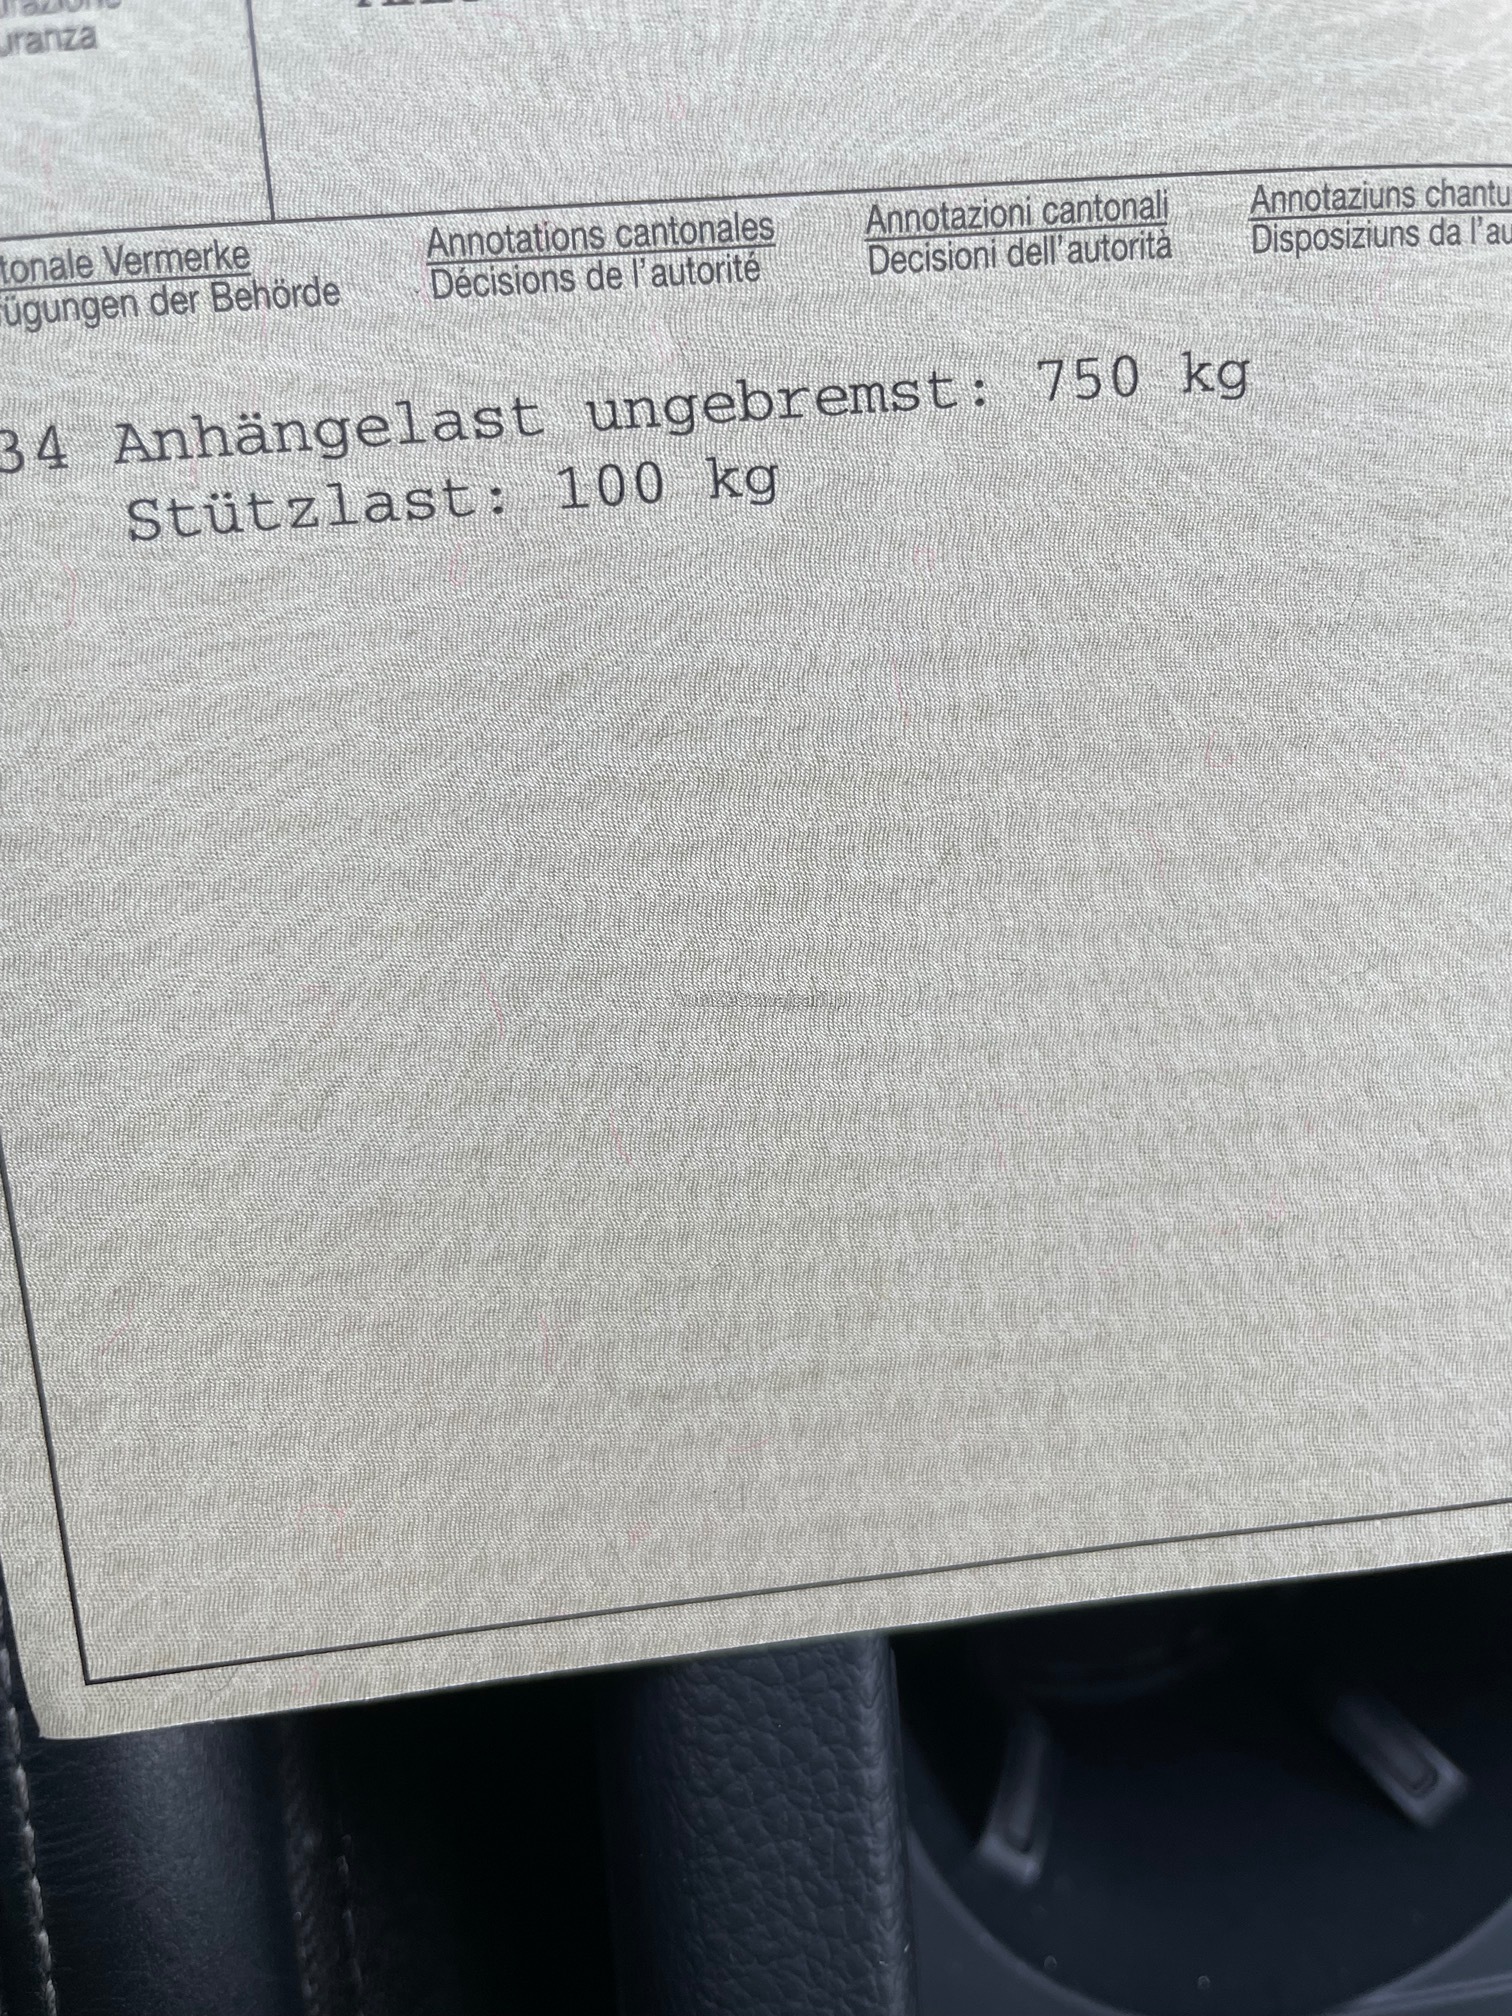 uranza
tonale Vermerke
ügungen der Behörde
Annotations cantonales
Décisions de l'autorité
Annotazioni cantonali
Decisioni dell'autorità
Annotaziuns chantu
Disposiziuns da l'au
34 Anhängelast ungebremst: 750 kg
Stützlast: 100 kg